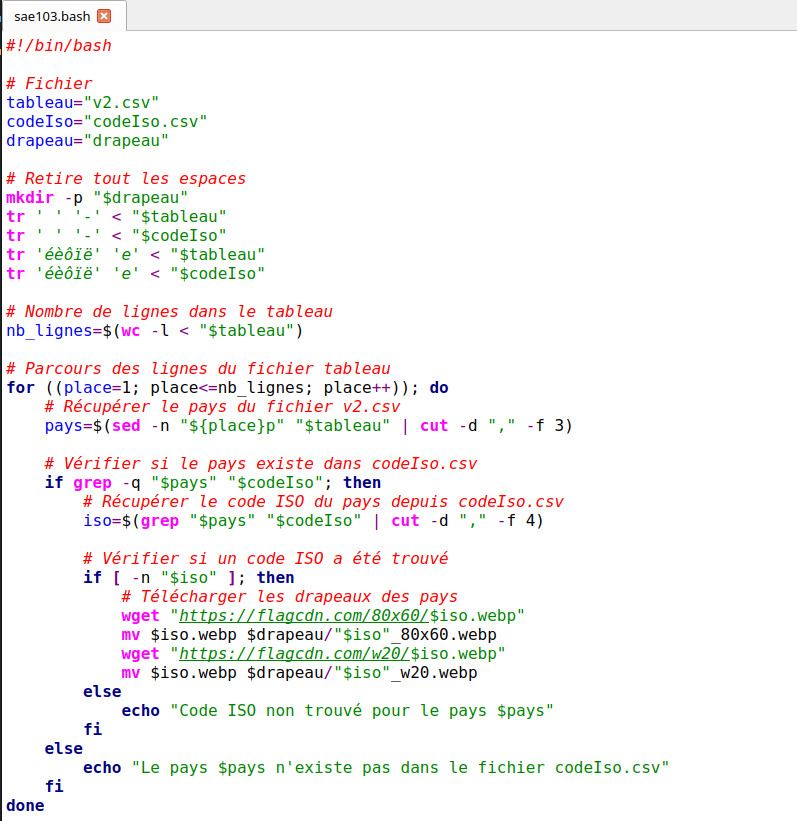 sae103.bash
#!/bin/bash
# Fichier
tableau="v2.csv"
codeIso="codeIso.csv"
drapeau="drapeau"
# Retire tout les espaces
mkdir -p "$drapeau"
tr ' ' '-' < "$tableau"
tr ' ' '-' < "$codeIso"
tr 'éèôïë' 'e' < "$tableau"
tr 'éèôïë' 'e' < "$codeIso"
# Nombre de lignes dans le tableau
nb_lignes=$(wc -l < "$tableau")
# Parcours des lignes du fichier tableau
for ((place=1; place<=nb_lignes; place++)); do
    # Récupérer le pays du fichier v2.csv
    pays=$(sed -n "${place}p" "$tableau" | cut -d "," -f 3)
    # Vérifier si le pays existe dans codeIso.csv
    if grep -q "$pays" "$codeIso"; then
        # Récupérer le code ISO du pays depuis codeIso.csv
        iso=$(grep "$pays" "$codeIso" | cut -d "," -f 4)
        # Vérifier si un code ISO a été trouvé
        if [ -n "$iso" ]; then
            # Télécharger les drapeaux des pays
            wget "https://flagcdn.com/80x60/$iso.webp"
            mv $iso.webp $drapeau/"$iso"_80x60.webp
            wget "https://flagcdn.com/w20/$iso.webp"
            mv $iso.webp $drapeau/"$iso"_w20.webp
        else
            echo "Code ISO non trouvé pour le pays $pays"
        fi
    else
        echo "Le pays $pays n'existe pas dans le fichier codeIso.csv"
    fi
done